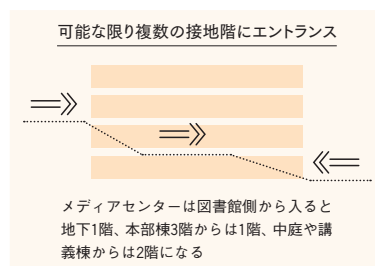 可能な限り複数の接地階にエントランス
メディアセンターは図書館側から入ると
地下1階、本部棟3階からは1階、中庭や講
義棟からは2階になる